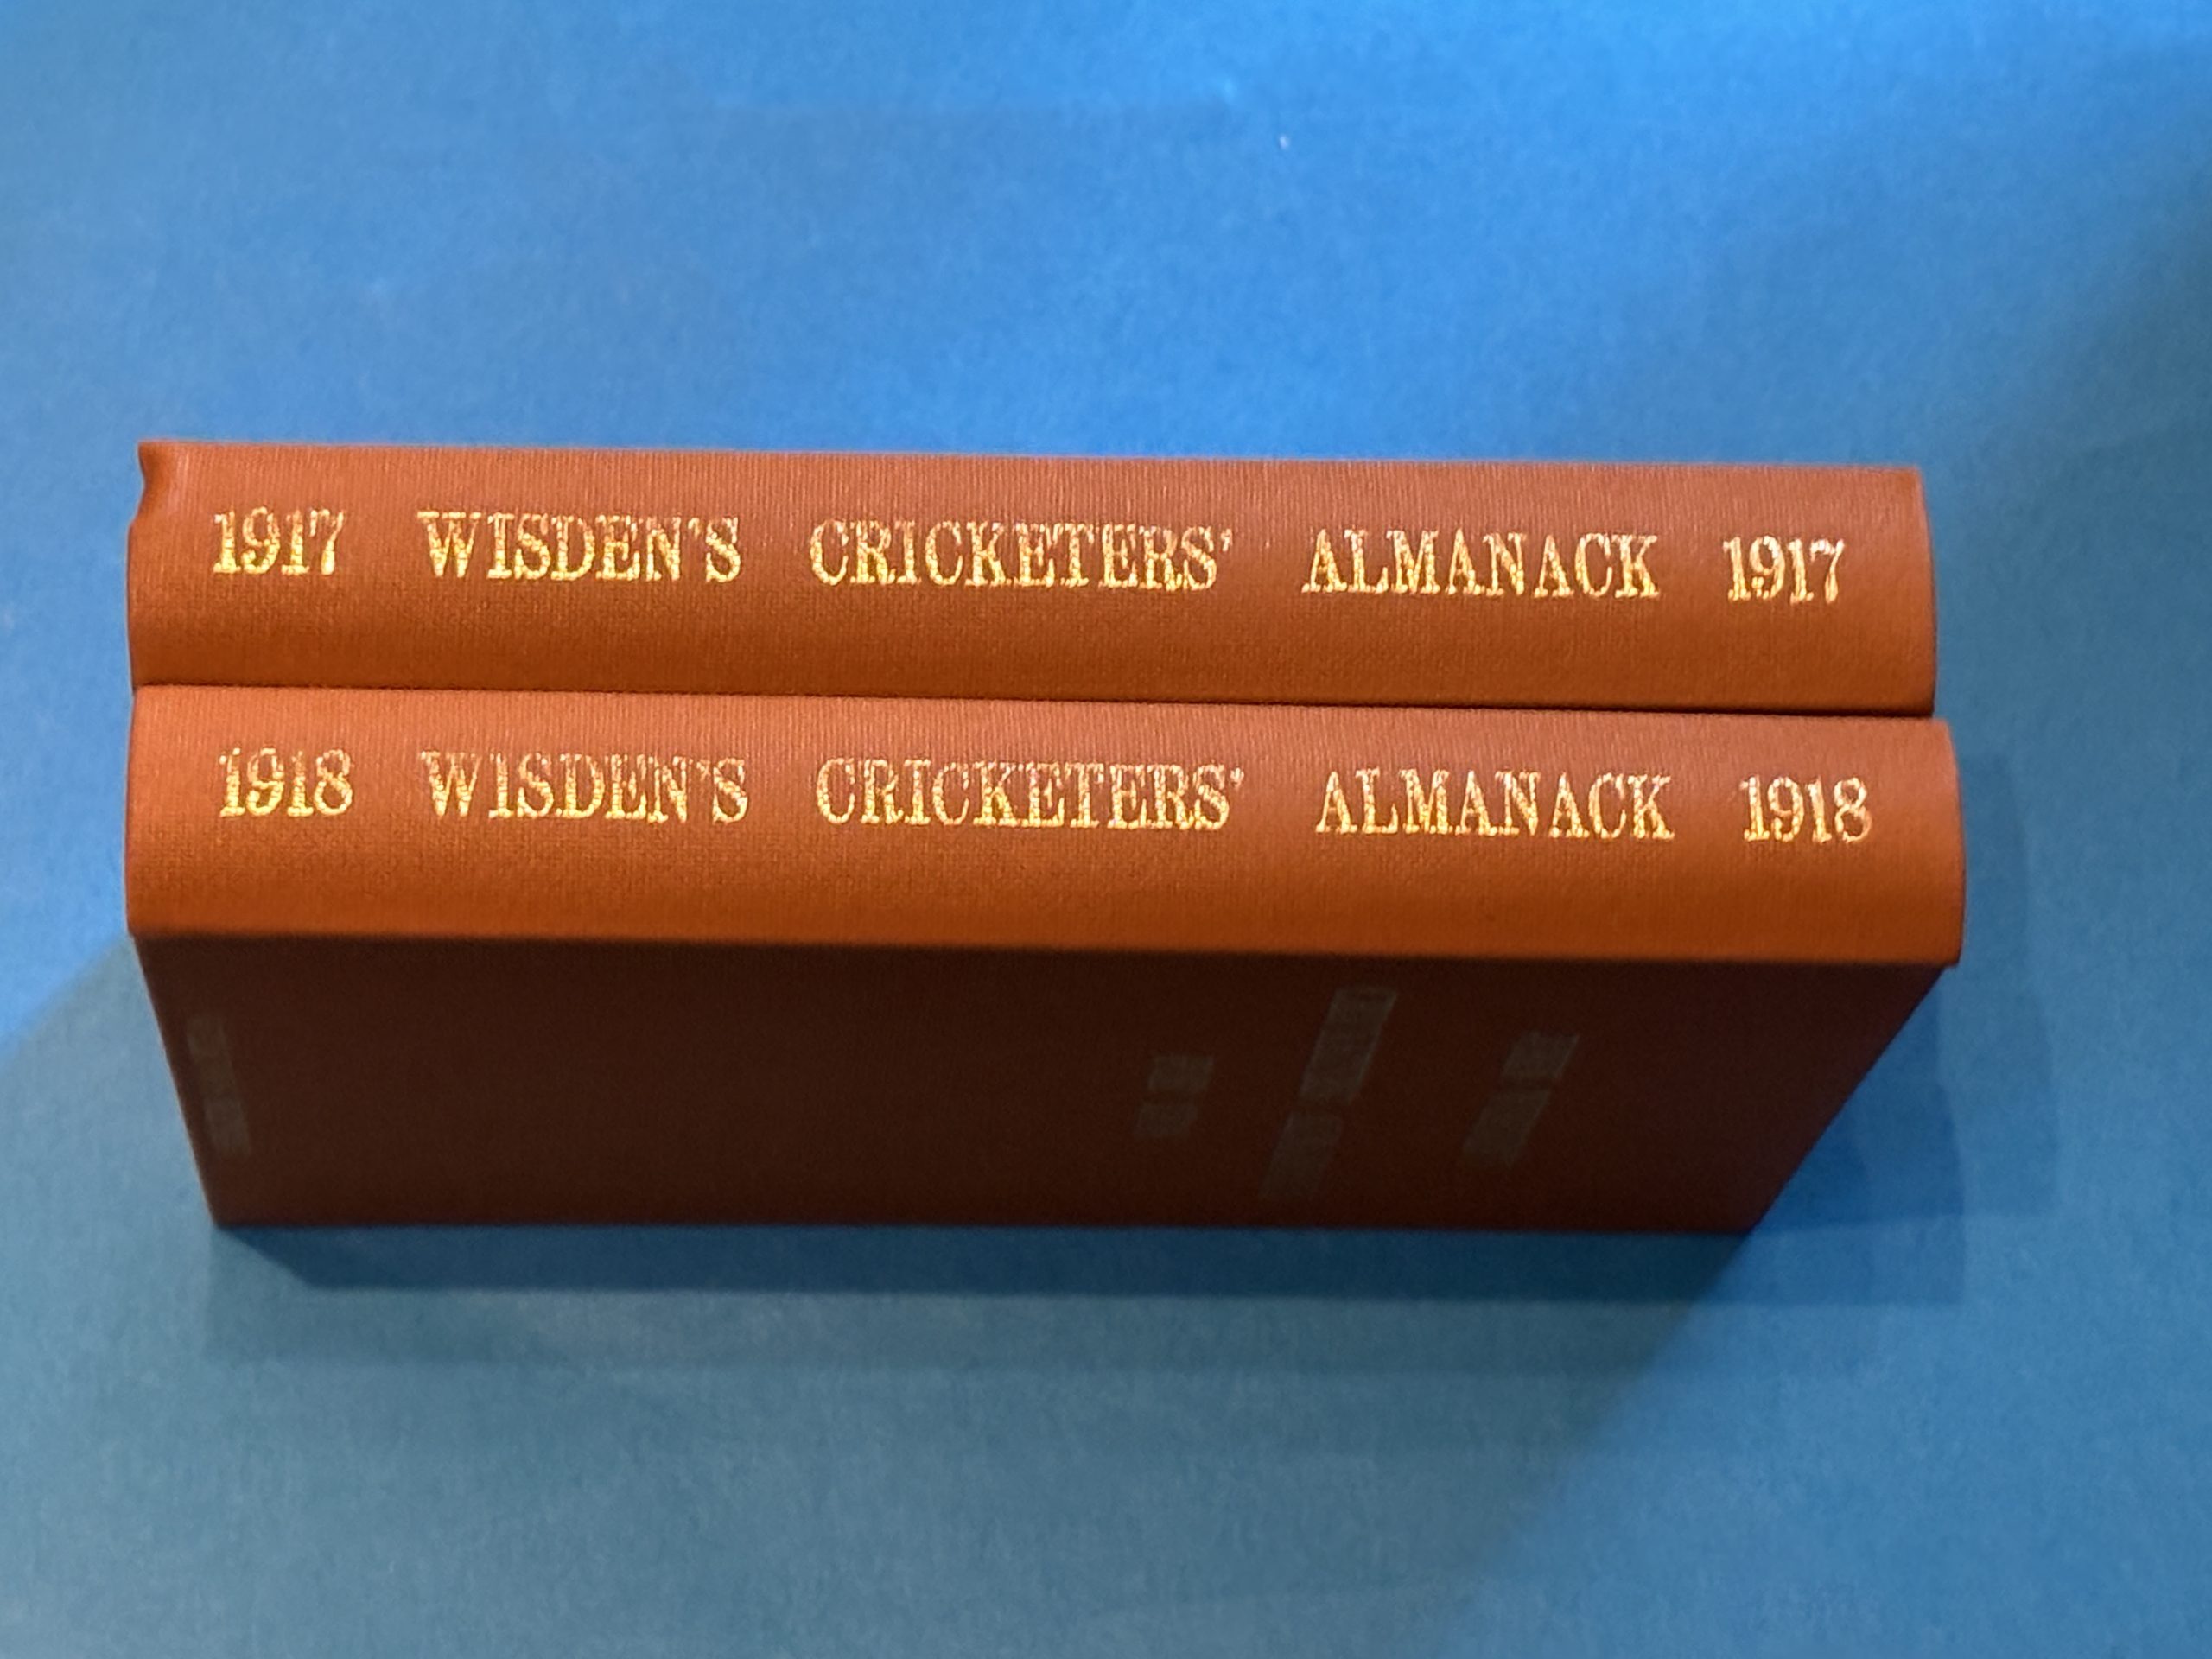 1917 WISDEN'S CRICKETERS' ALMANACK 1917
1918 WISDEN'S CRICKETERS' ALMANACK 1918